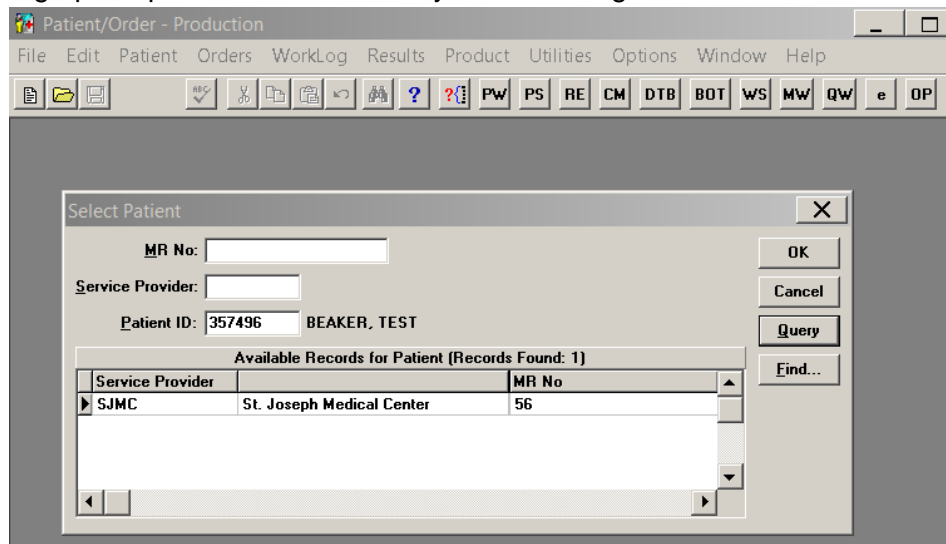 Patient/Order - Production
File Edit Patient Orders WorkLog Results Product Utilities Options Window Help
ABC ? ?{ PW PS RE CM DTB BOT WS MW QW e OP
Select Patient
MR No:
OK
Service Provider:
Cancel
Patient ID: 357496 BEAKER, TEST
Query
Available Records for Patient (Records Found: 1)
Find...
Service Provider MR No
SJMC St. Joseph Medical Center 56